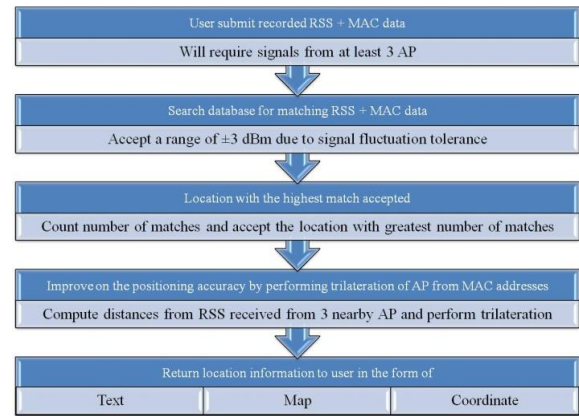 User submit recorded RSS + MAC data
Will require signals from at least 3 AP
Search database for matching RSS + MAC data
Accept a range of ±3 dBm due to signal fluctuation tolerance
Location with the highest match accepted
Count number of matches and accept the location with greatest number of matches
Improve on the positioning accuracy by performing trilateration of AP from MAC addresses
Compute distances from RSS received from 3 nearby AP and perform trilateration
Return location information to user in the form of
Text Map Coordinate